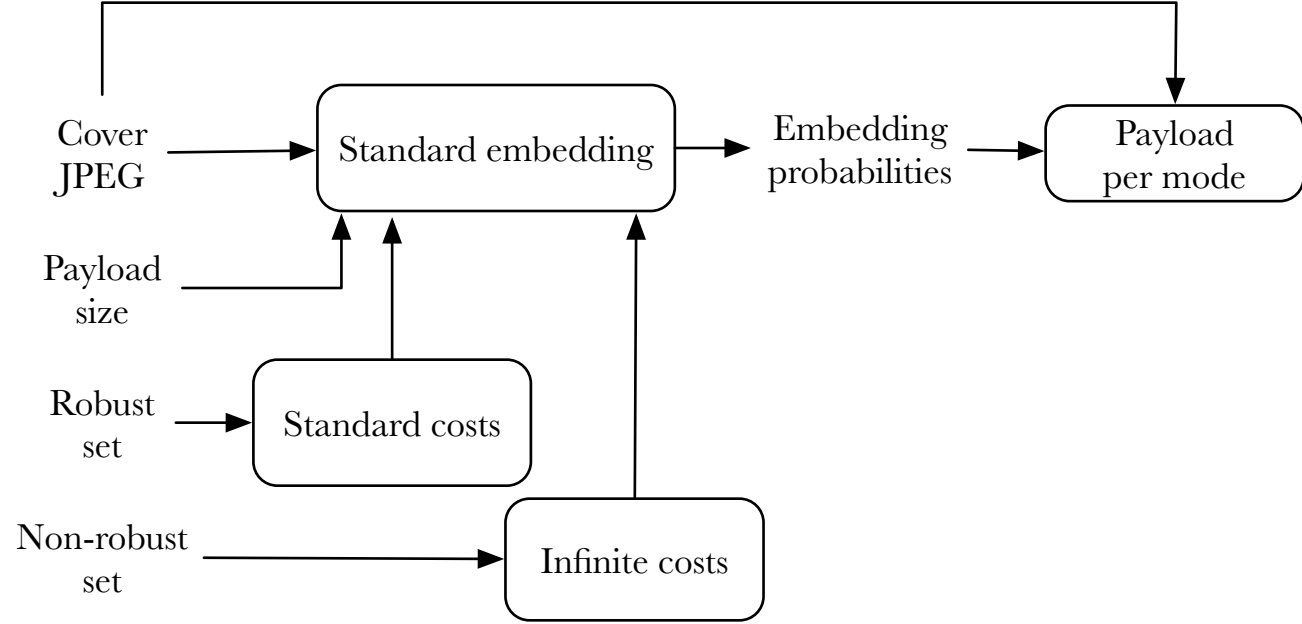 Cover
JPEG
Standard embedding
Embedding
probabilities
Payload
per mode
Payload
size
Robust
set
Standard costs
Non-robust
set
Infinite costs